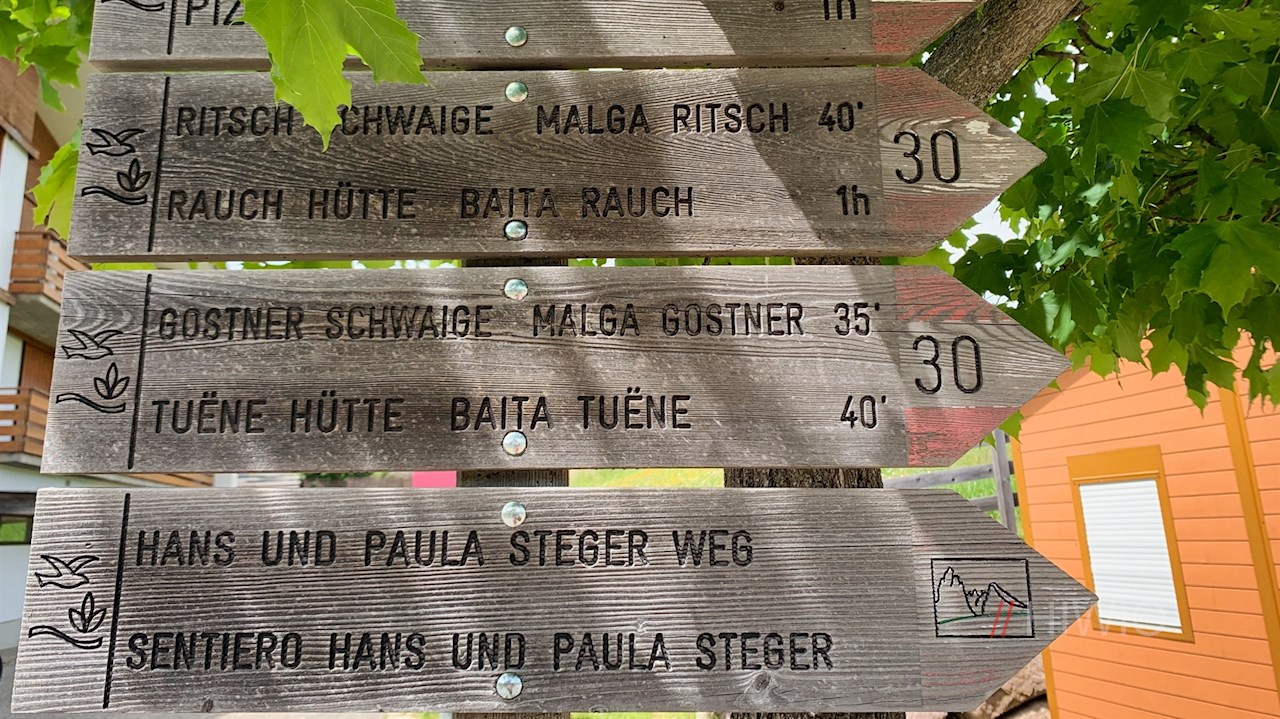 1h
RITSCH SCHWAIGE MALGA RITSCH 40'
30
RAUCH HÜTTE BAITA RAUCH 1h
GOSTNER SCHWAIGE MALGA GOSTNER 35'
30
TUËNE HÜTTE BAITA TUËNE 40'
HANS UND PAULA STEGER WEG
SENTIERO HANS UND PAULA STEGER